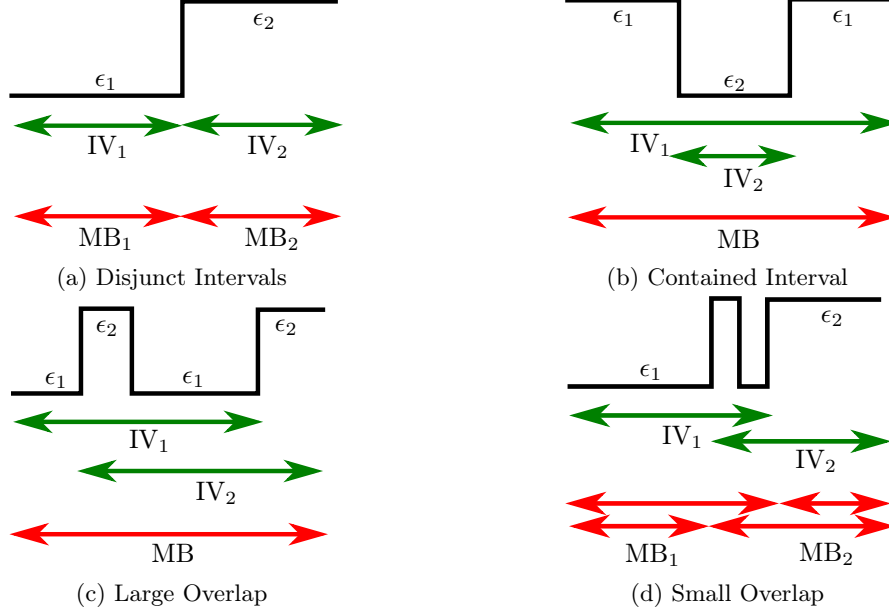 ϵ2
ϵ1
IV1 IV2
MB1 MB2
(a) Disjunct Intervals
ϵ1 ϵ1
ϵ2
IV1
IV2
MB
(b) Contained Interval
ϵ2 ϵ2
ϵ1 ϵ1
IV1
IV2
MB
(c) Large Overlap
ϵ2
ϵ1
IV1
IV2
MB1 MB2
(d) Small Overlap